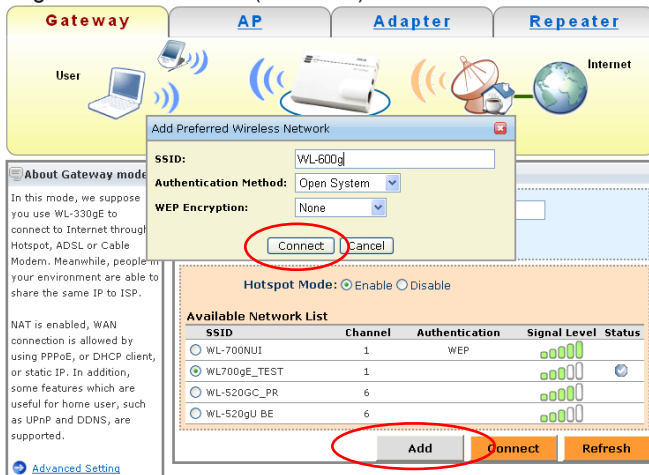 Gateway
AP
Adapter
Repeater
User
Internet
Add Preferred Wireless Network
SSID:
WL-600g
Authentication Method:
Open System
WEP Encryption:
None
Connect
Cancel
About Gateway mode
In this mode, we suppose
you use WL-330gE to
connect to Internet through
Hotspot, ADSL or Cable
Modem. Meanwhile, people in
your environment are able to
share the same IP to ISP.
NAT is enabled, WAN
connection is allowed by
using PPPoE, or DHCP client,
or static IP. In addition,
some features which are
useful for home user, such
as UPnP and DDNS, are
supported.
Advanced Setting
Hotspot Mode: Enable Disable
Available Network List
SSID Channel Authentication Signal Level Status
WL-700NUI 1 WEP
WL700gE_TEST 1
WL-520GC_PR 6
WL-520gU BE 6
Add
Connect
Refresh